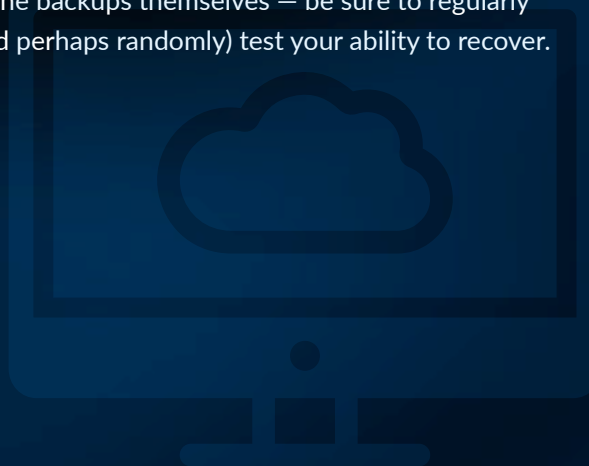 he backups themselves — be sure to regularly
d perhaps randomly) test your ability to recover.